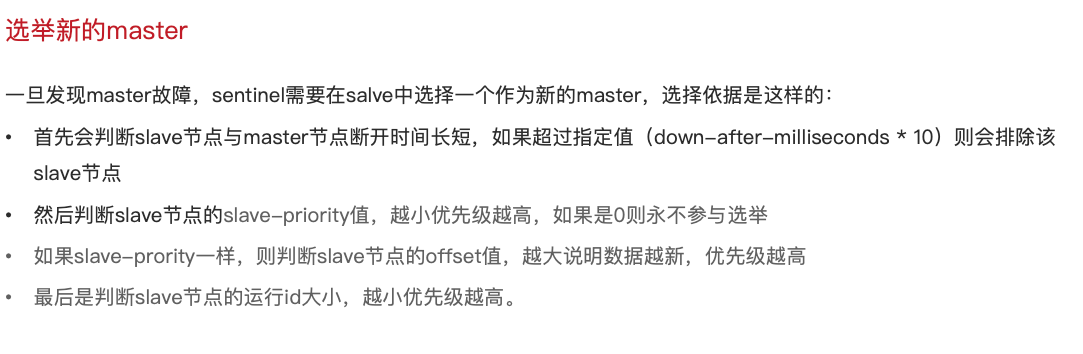 选举新的master
一旦发现master故障，sentinel需要在salve中选择一个作为新的master，选择依据是这样的：
• 首先会判断slave节点与master节点断开时间长短，如果超过指定值（down-after-milliseconds * 10）则会排除该
slave节点
• 然后判断slave节点的slave-priority值，越小优先级越高，如果是0则永不参与选举
• 如果slave-prority一样，则判断slave节点的offset值，越大说明数据越新，优先级越高
• 最后是判断slave节点的运行id大小，越小优先级越高。